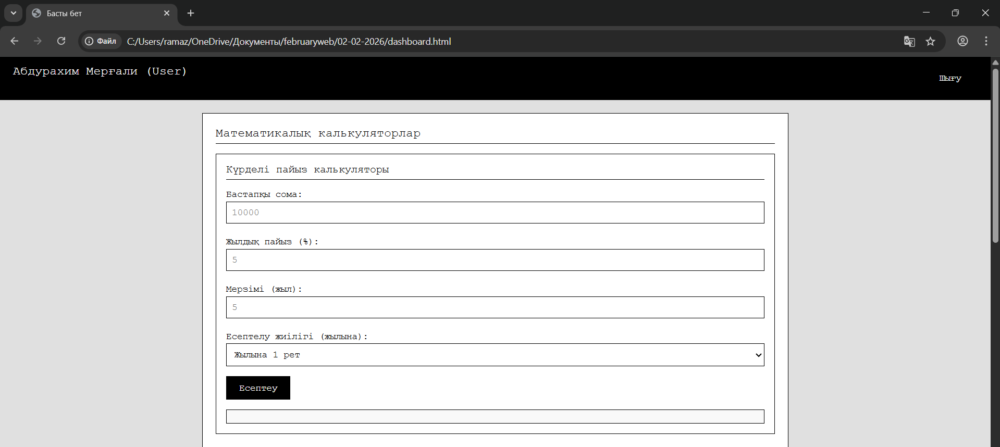 Басты бет
Файл C:/Users/ramaz/OneDrive/Документы/februaryweb/02-02-2026/dashboard.html
Абдурахим Мерғали (User)
Шығу
Математикалық калькуляторлар
Күрделі пайыз калькуляторы
Бастапқы сома:
10000
Жылдық пайыз (%):
5
Мерзімі (жыл):
5
Есептелу жиілігі (жылына):
Жылына 1 рет
Есептеу